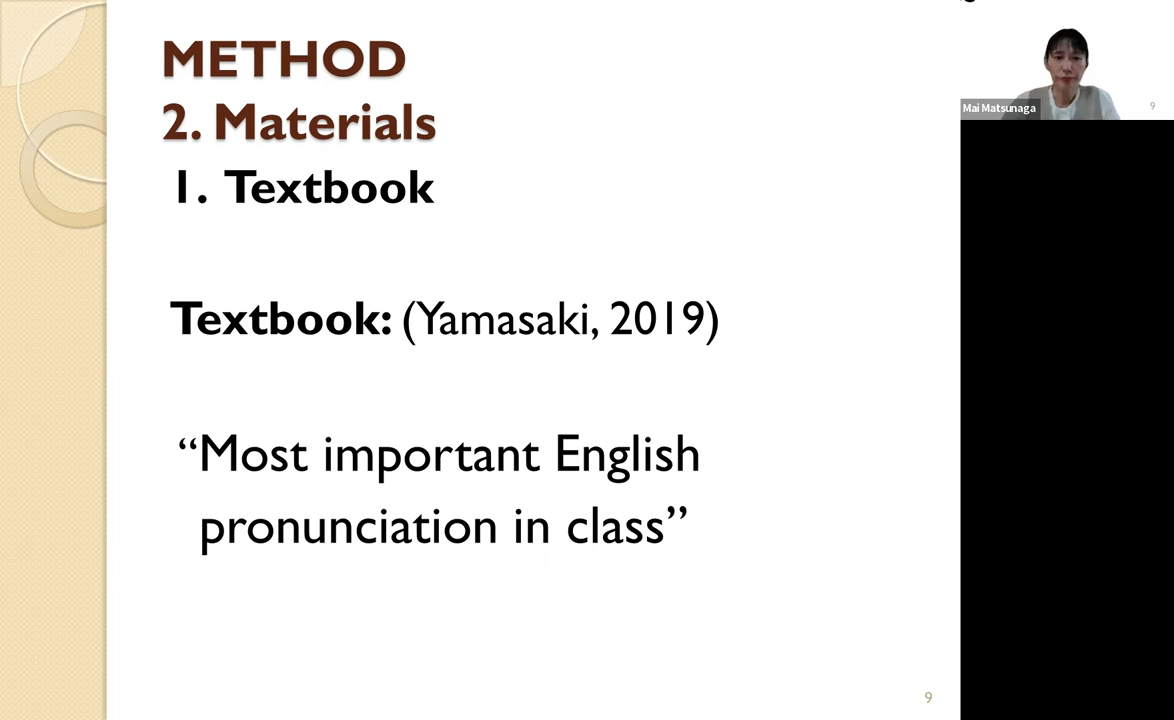 METHOD
2. Materials
1. Textbook
Textbook: (Yamasaki, 2019)
“Most important English
pronunciation in class”
9
Mai Matsunaga
9